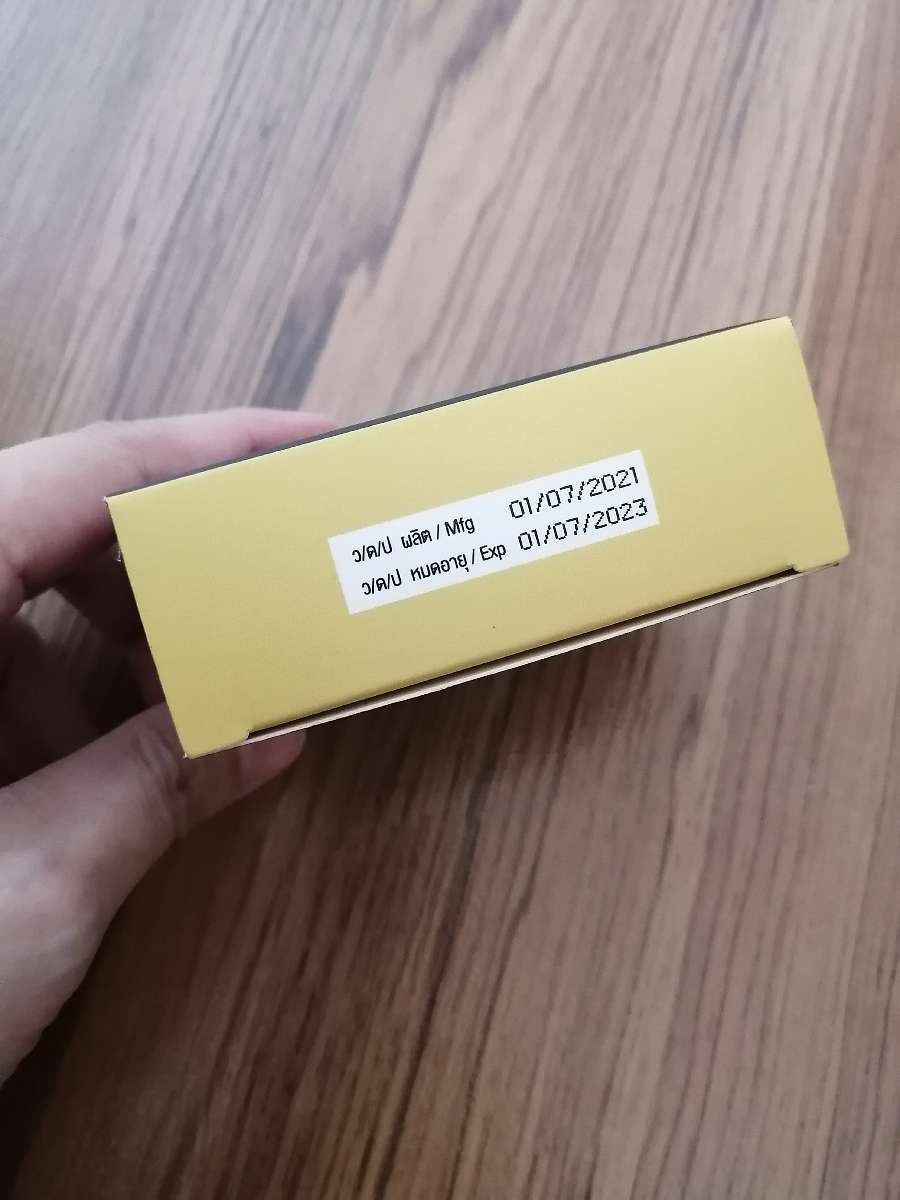 ว/ด/ป ผลิต / Mfg 01/07/2021
ว/ด/ป หมดอายุ / Exp 01/07/2023